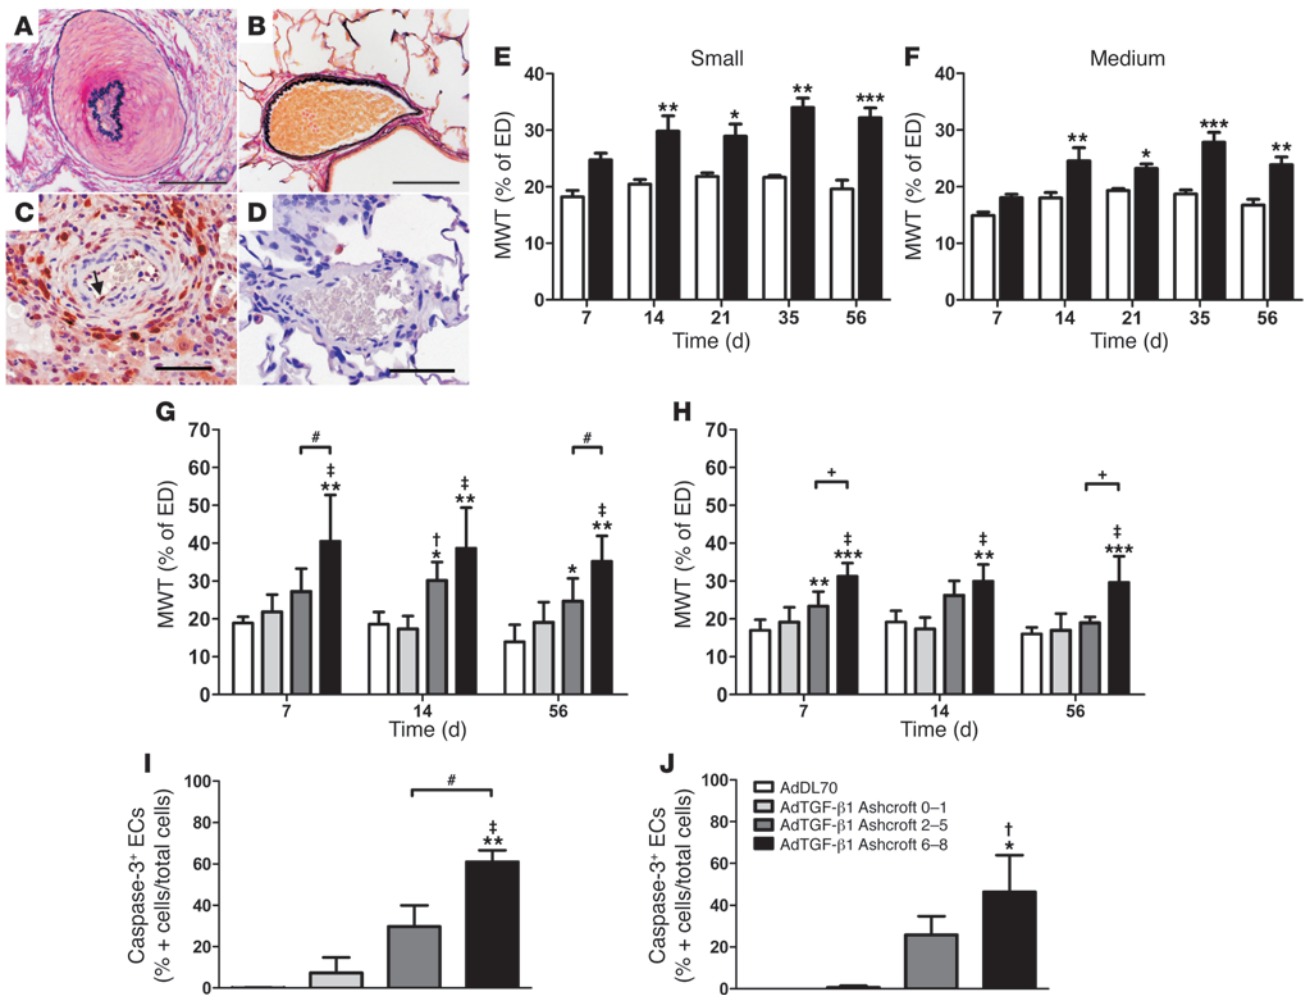 A
B
C
D
E
Small
MWT (% of ED)
40
30
20
10
0
**
*
**
***
7 14 21 35 56
Time (d)
F
Medium
MWT (% of ED)
40
30
20
10
0
**
*
***
**
7 14 21 35 56
Time (d)
G
MWT (% of ED)
70
60
50
40
30
20
10
0
#
‡
**
†
*
‡
**
#
*
‡
**
7 14 56
Time (d)
H
MWT (% of ED)
70
60
50
40
30
20
10
0
+
**
‡
***
‡
**
+
‡
***
7 14 56
Time (d)
I
Caspase-3⁺ ECs
(% + cells/total cells)
100
80
60
40
20
0
#
‡
**
J
Caspase-3⁺ ECs
(% + cells/total cells)
100
80
60
40
20
0
AdDL70
AdTGF-β1 Ashcroft 0–1
AdTGF-β1 Ashcroft 2–5
AdTGF-β1 Ashcroft 6–8
†
*